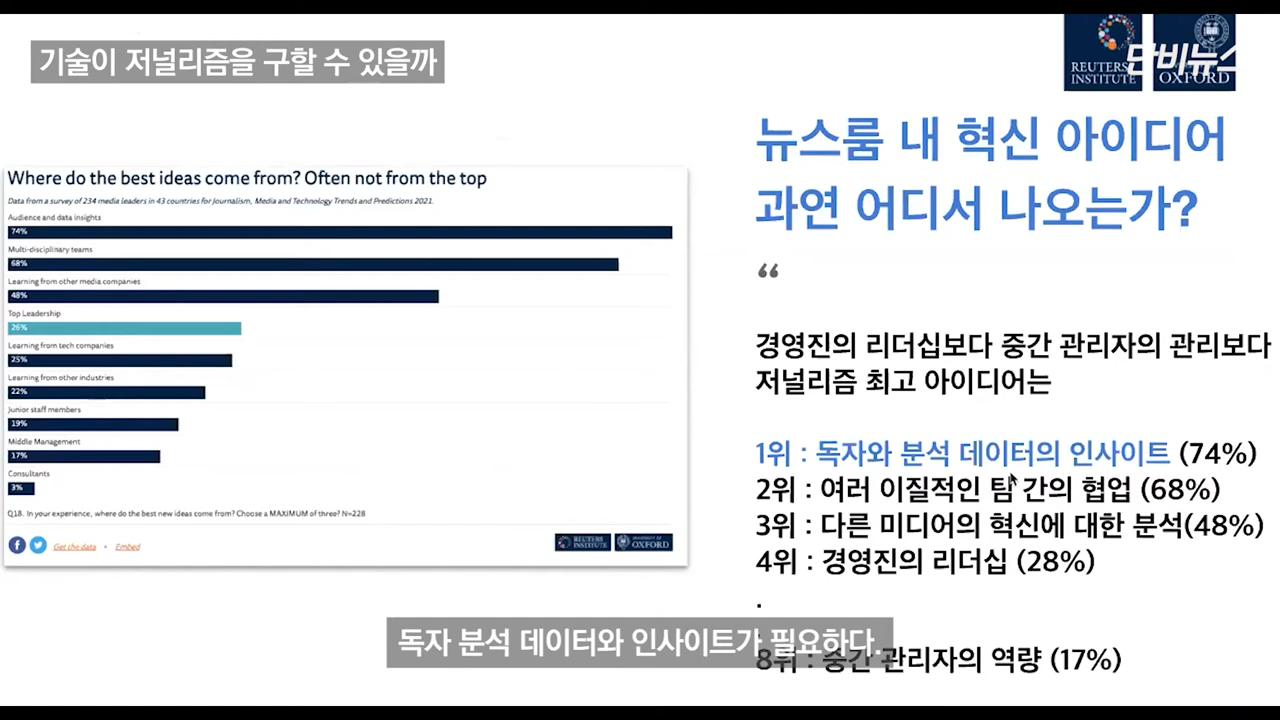 기술이 저널리즘을 구할 수 있을까
REUTERS
INSTITUTE
단비뉴스
OXFORD
Where do the best ideas come from? Often not from the top
Data from a survey of 234 media leaders in 43 countries for Journalism, Media and Technology Trends and Predictions 2021.
Audience and data insights
74%
Multi-disciplinary teams
68%
Learning from other media companies
48%
Top Leadership
26%
Learning from tech companies
25%
Learning from other industries
22%
Junior staff members
19%
Middle Management
17%
Consultants
3%
Q18. In your experience, where do the best new ideas come from? Choose a MAXIMUM of three? N=228
Get the data • Embed
REUTERS
INSTITUTE
UNIVERSITY OF
OXFORD
뉴스룸 내 혁신 아이디어
과연 어디서 나오는가?
“
경영진의 리더십보다 중간 관리자의 관리보다
저널리즘 최고 아이디어는
1위 : 독자와 분석 데이터의 인사이트 (74%)
2위 : 여러 이질적인 팀 간의 협업 (68%)
3위 : 다른 미디어의 혁신에 대한 분석(48%)
4위 : 경영진의 리더십 (28%)
.
8위 : 중간 관리자의 역량 (17%)
독자 분석 데이터와 인사이트가 필요하다.